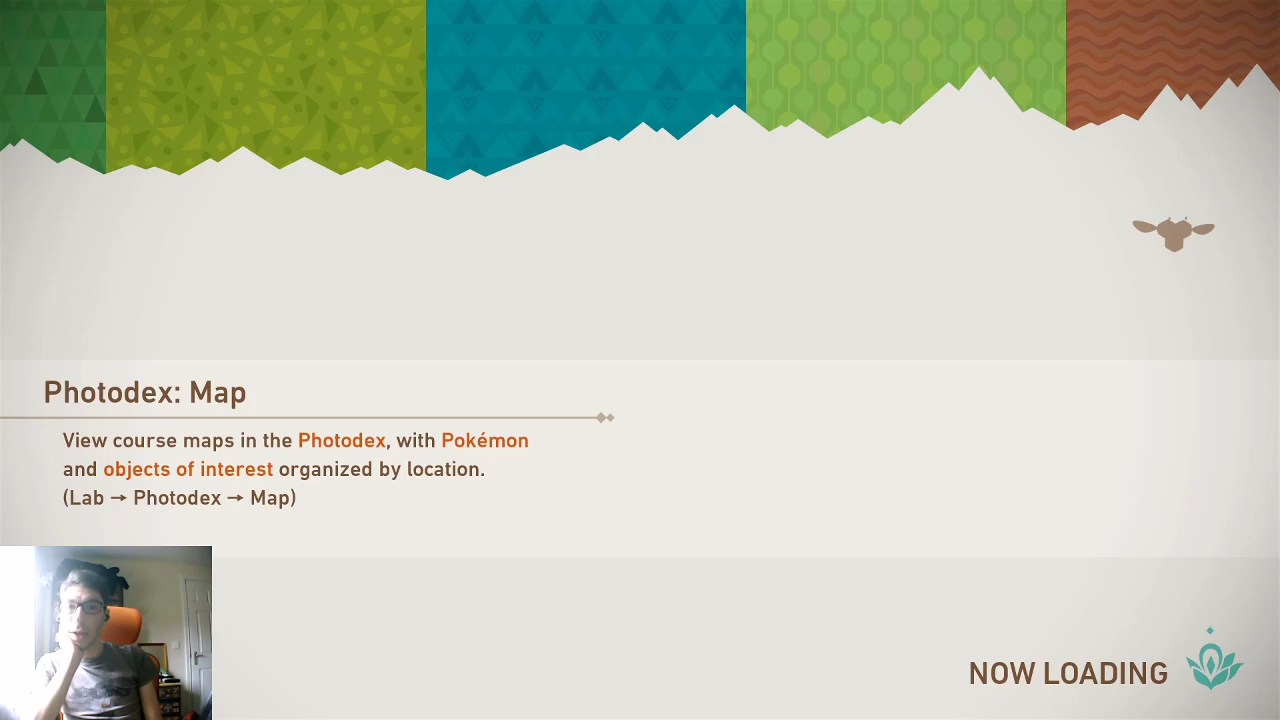 Photodex: Map
View course maps in the Photodex, with Pokémon
and objects of interest organized by location.
(Lab → Photodex → Map)
NOW LOADING